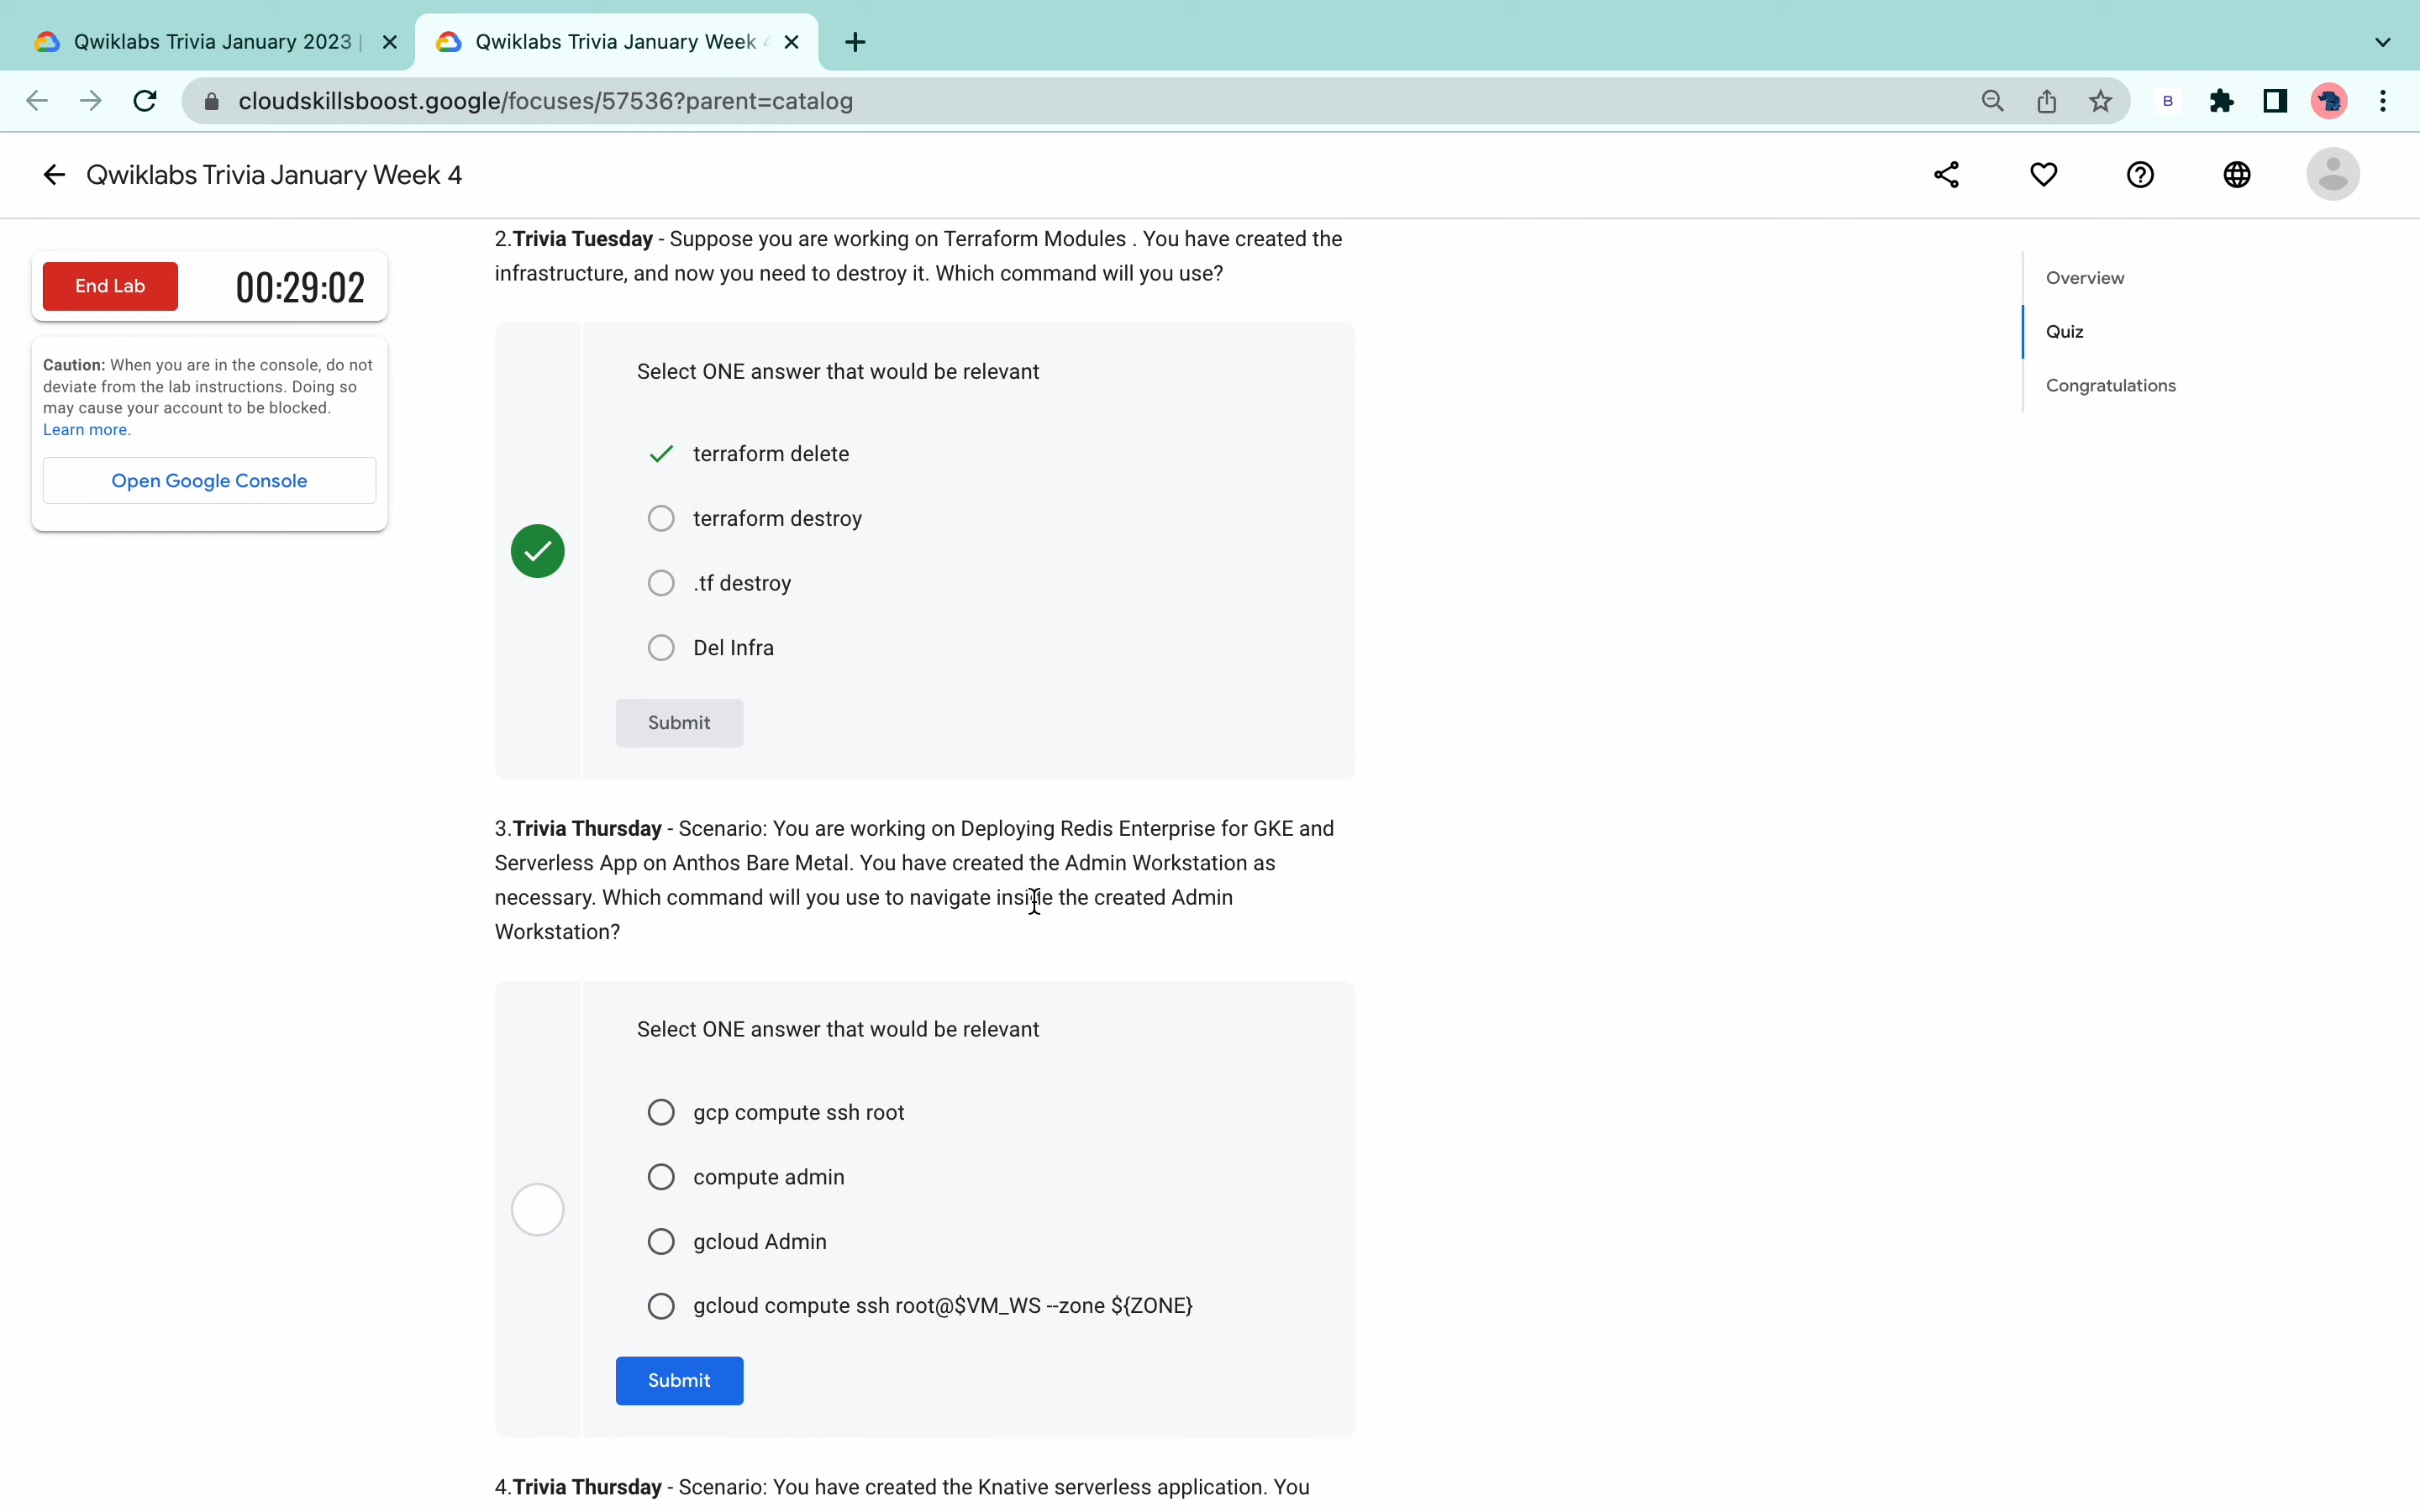 Qwiklabs Trivia January 2023 |
Qwiklabs Trivia January Week 4
cloudskillsboost.google/focuses/57536?parent=catalog
B
Qwiklabs Trivia January Week 4
End Lab
00:29:02
Caution: When you are in the console, do not
deviate from the lab instructions. Doing so
may cause your account to be blocked.
Learn more.
Open Google Console
2.Trivia Tuesday - Suppose you are working on Terraform Modules . You have created the
infrastructure, and now you need to destroy it. Which command will you use?
Select ONE answer that would be relevant
terraform delete
terraform destroy
.tf destroy
Del Infra
Submit
3.Trivia Thursday - Scenario: You are working on Deploying Redis Enterprise for GKE and
Serverless App on Anthos Bare Metal. You have created the Admin Workstation as
necessary. Which command will you use to navigate inside the created Admin
Workstation?
Select ONE answer that would be relevant
gcp compute ssh root
compute admin
gcloud Admin
gcloud compute ssh root@$VM_WS --zone ${ZONE}
Submit
4.Trivia Thursday - Scenario: You have created the Knative serverless application. You
Overview
Quiz
Congratulations